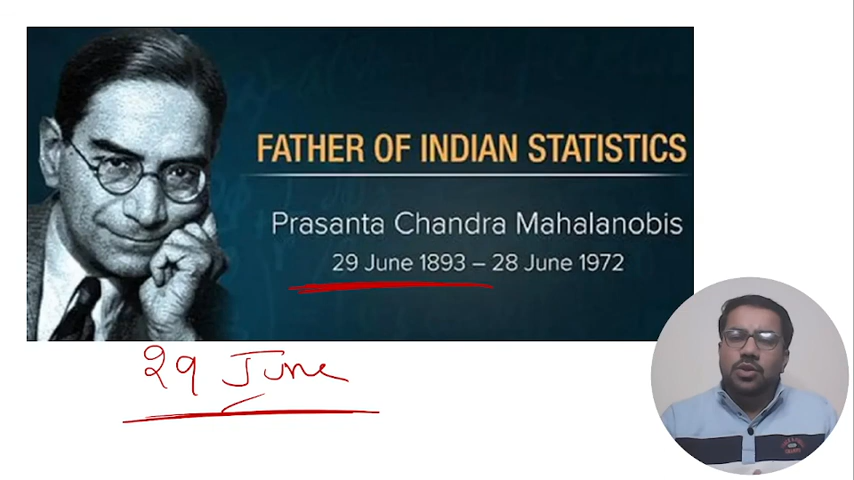 FATHER OF INDIAN STATISTICS
Prasanta Chandra Mahalanobis
29 June 1893 – 28 June 1972
29 June